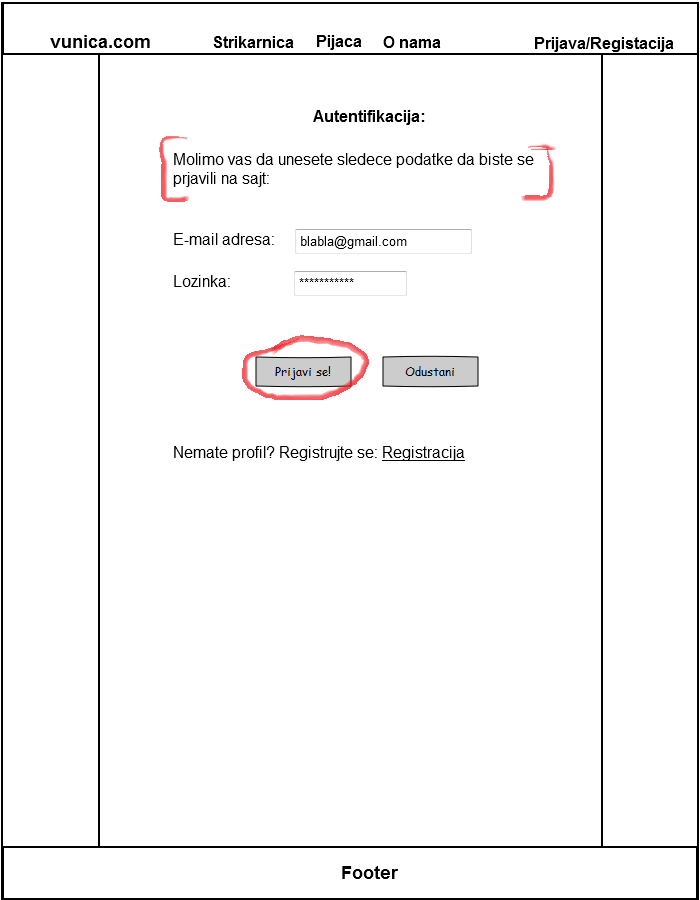 vunica.com Strikarnica Pijaca O nama Prijava/Registacija
Autentifikacija:
Molimo vas da unesete sledece podatke da biste se
prjavili na sajt:
E-mail adresa: blabla@gmail.com
Lozinka: ***********
Prijavi se! Odustani
Nemate profil? Registrujte se: Registracija
Footer